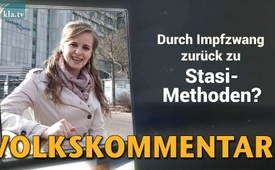 kla.tv
Durch Impfzwang
zurück zu
Stasi-
Methoden?
VOLKSKOMMENTAR